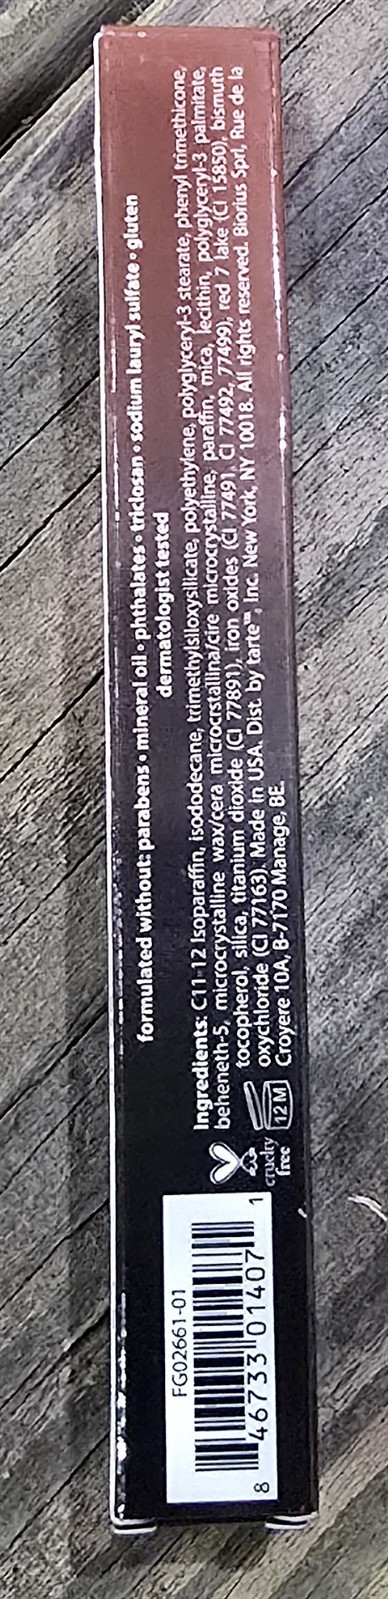 formulated without: parabens • mineral oil • phthalates • triclosan • sodium lauryl sulfate • gluten
dermatologist tested
Ingredients: C11-12 Isoparaffin, isododecane, trimethylsiloxysilicate, polyethylene, polyglyceryl-3 stearate, phenyl trimethicone,
beheneth-5, microcrystalline wax/cera microcrstallina/cire microcrystalline, paraffin, mica, lecithin, polyglyceryl-3 palmitate,
tocopherol, silica, titanium dioxide (CI 77891), iron oxides (CI 77491, CI 77492, 77499), red 7 lake (CI 15850), bismuth
oxychloride (CI 77163). Made in USA. Dist. by tarte™, Inc. New York, NY 10018. All rights reserved. Biorius Sprl, Rue de la
Croyere 10A, B-7170 Manage, BE.
cruelty
free
12 M
FG02661-01
8 46733 01407 1